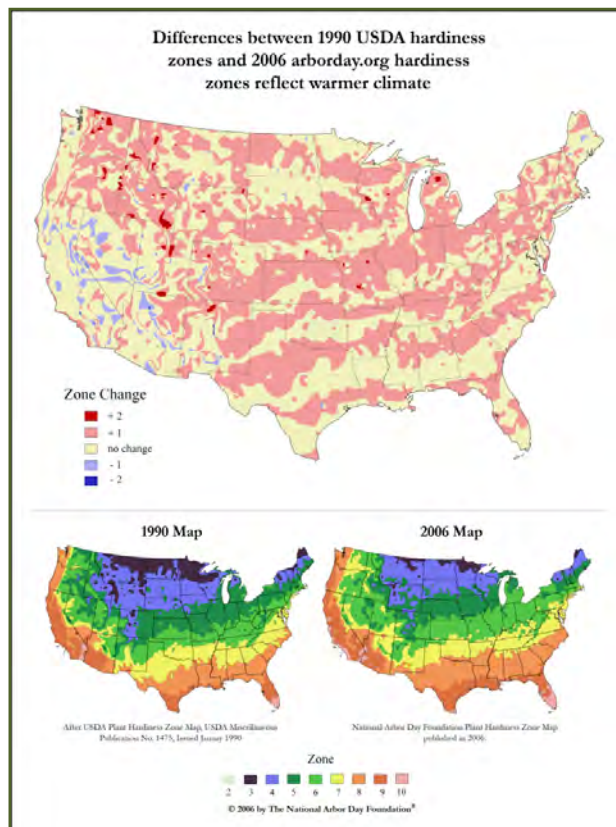 Differences between 1990 USDA hardiness
zones and 2006 arborday.org hardiness
zones reflect warmer climate
Zone Change
+ 2
+ 1
no change
- 1
- 2
1990 Map
2006 Map
After USDA Plant Hardiness Zone Map, USDA Miscellaneous
Publication No. 1475, Issued January 1990
National Arbor Day Foundation Plant Hardiness Zone Map
published in 2006.
Zone
2 3 4 5 6 7 8 9 10
© 2006 by The National Arbor Day Foundation®